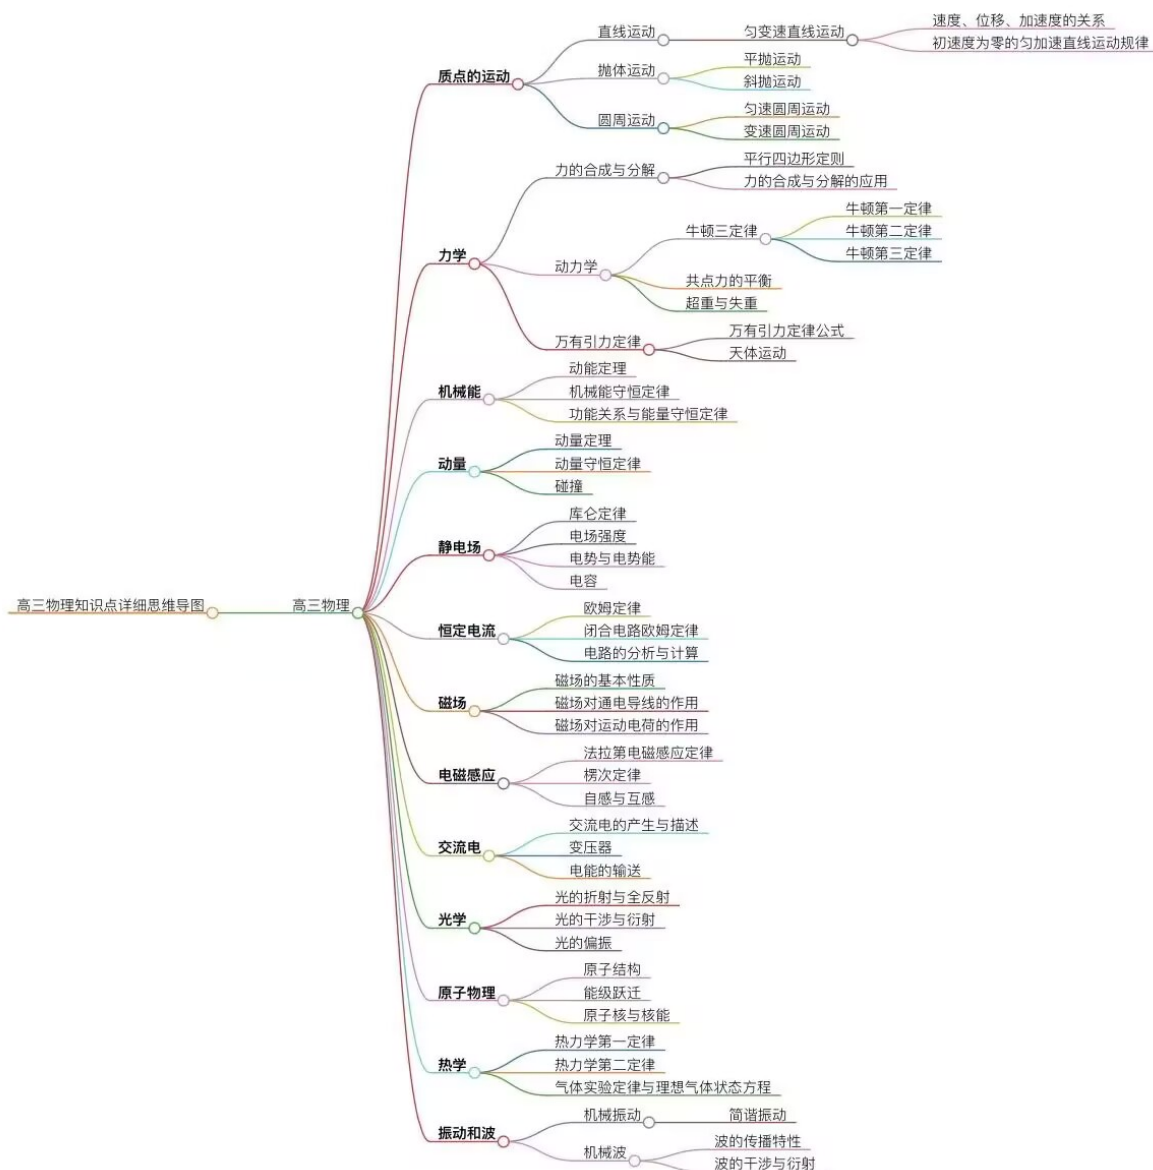 高三物理知识点详细思维导图
高三物理
质点的运动
直线运动
匀变速直线运动
速度、位移、加速度的关系
初速度为零的匀加速直线运动规律
抛体运动
平抛运动
斜抛运动
圆周运动
匀速圆周运动
变速圆周运动
力学
力的合成与分解
平行四边形定则
力的合成与分解的应用
动力学
牛顿三定律
牛顿第一定律
牛顿第二定律
牛顿第三定律
共点力的平衡
超重与失重
万有引力定律
万有引力定律公式
天体运动
机械能
动能定理
机械能守恒定律
功能关系与能量守恒定律
动量
动量定理
动量守恒定律
碰撞
静电场
库仑定律
电场强度
电势与电势能
电容
恒定电流
欧姆定律
闭合电路欧姆定律
电路的分析与计算
磁场
磁场的基本性质
磁场对通电导线的作用
磁场对运动电荷的作用
电磁感应
法拉第电磁感应定律
楞次定律
自感与互感
交流电
交流电的产生与描述
变压器
电能的输送
光学
光的折射与全反射
光的干涉与衍射
光的偏振
原子物理
原子结构
能级跃迁
原子核与核能
热学
热力学第一定律
热力学第二定律
气体实验定律与理想气体状态方程
振动和波
机械振动
简谐振动
机械波
波的传播特性
波的干涉与衍射